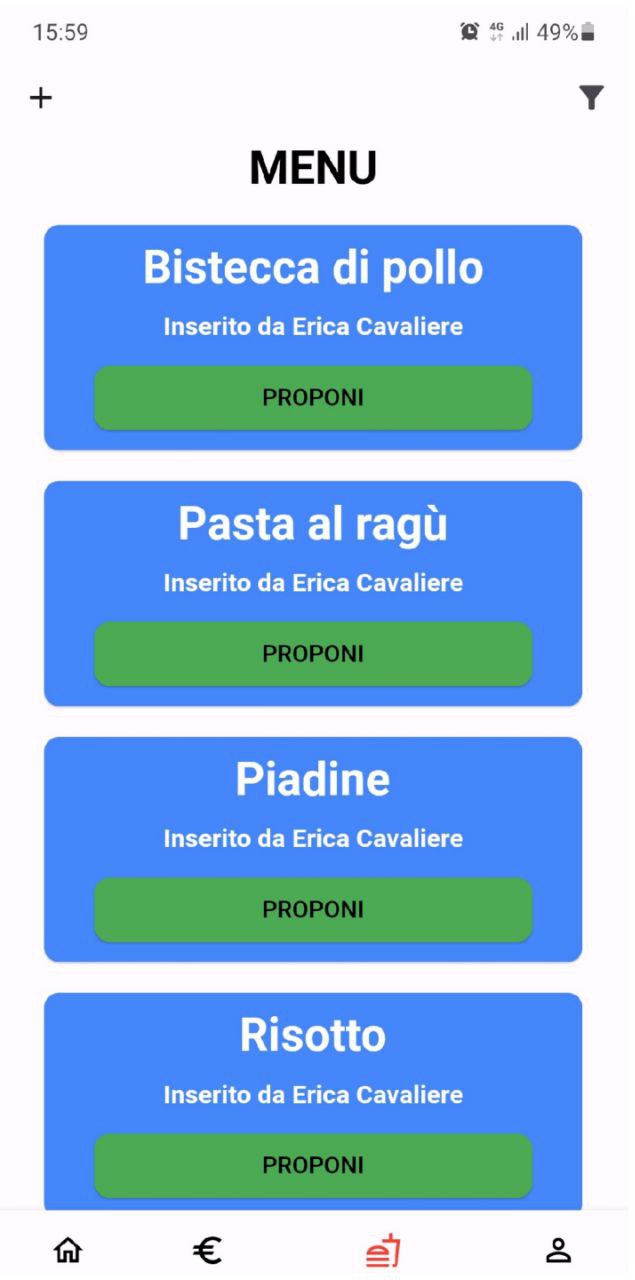 15:59
4G 49%
MENU
Bistecca di pollo
Inserito da Erica Cavaliere
PROPONI
Pasta al ragù
Inserito da Erica Cavaliere
PROPONI
Piadine
Inserito da Erica Cavaliere
PROPONI
Risotto
Inserito da Erica Cavaliere
PROPONI